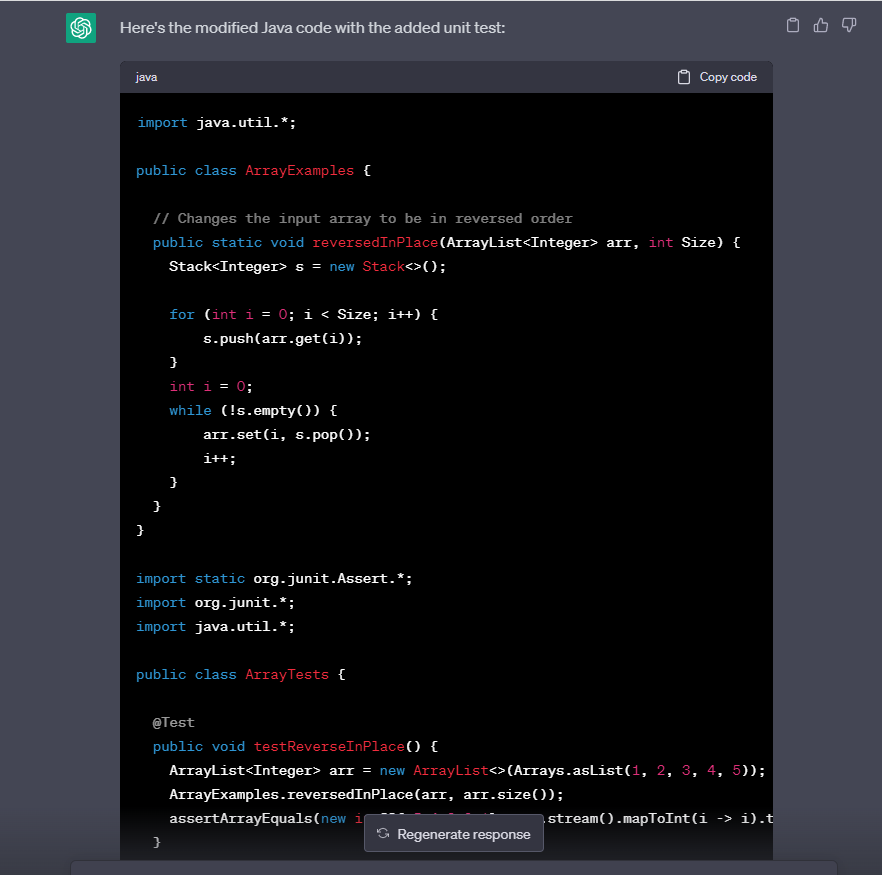 Here's the modified Java code with the added unit test:
java
Copy code
import java.util.*;
public class ArrayExamples {
// Changes the input array to be in reversed order
public static void reversedInPlace(ArrayList<Integer> arr, int Size) {
Stack<Integer> s = new Stack<>();
for (int i = 0; i < Size; i++) {
s.push(arr.get(i));
}
int i = 0;
while (!s.empty()) {
arr.set(i, s.pop());
i++;
}
}
}
import static org.junit.Assert.*;
import org.junit.*;
import java.util.*;
public class ArrayTests {
@Test
public void testReverseInPlace() {
ArrayList<Integer> arr = new ArrayList<>(Arrays.asList(1, 2, 3, 4, 5));
ArrayExamples.reversedInPlace(arr, arr.size());
assertArrayEquals(new .stream().mapToInt(i -> i).t
Regenerate response
}